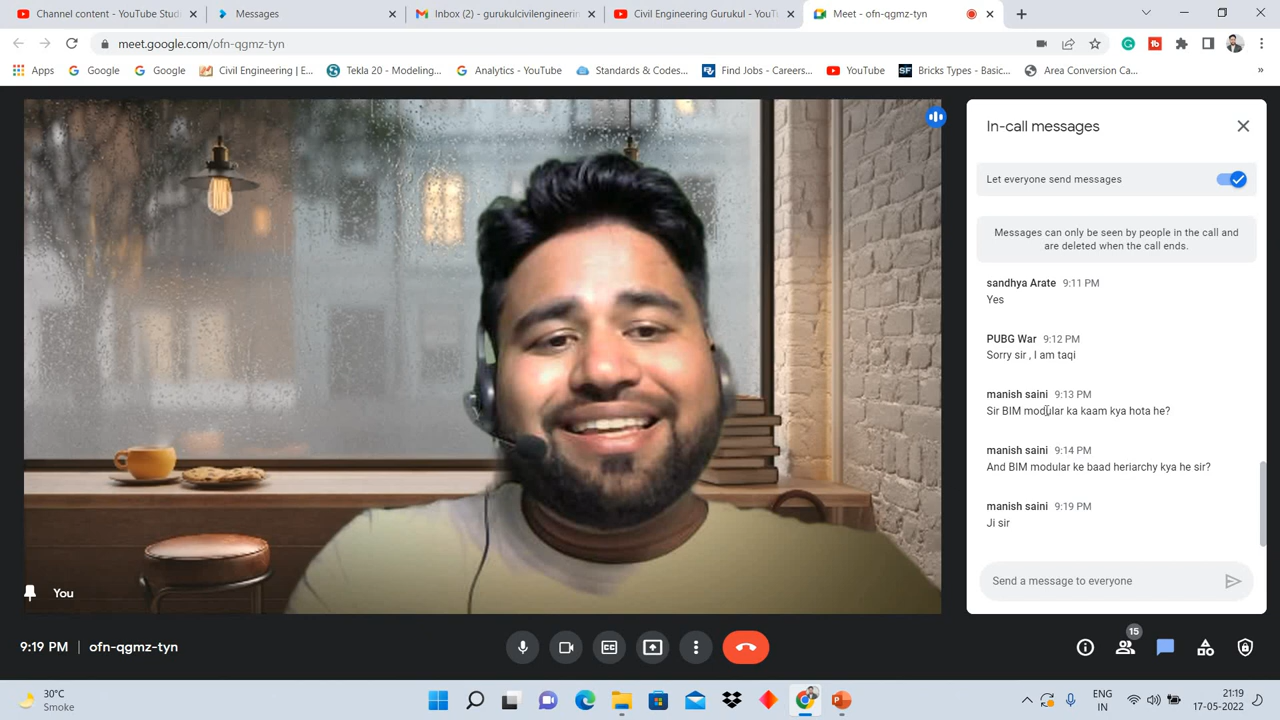 Channel content - YouTube Stud
Messages
Inbox (2) - gurukulcivilengineerin
Civil Engineering Gurukul - YouT
Meet - ofn-qgmz-tyn
meet.google.com/ofn-qgmz-tyn
Apps
Google
Google
Civil Engineering | E...
Tekla 20 - Modeling...
Analytics - YouTube
Standards & Codes...
Find Jobs - Careers...
YouTube
Bricks Types - Basic...
Area Conversion Ca...
In-call messages
Let everyone send messages
Messages can only be seen by people in the call and
are deleted when the call ends.
sandhya Arate 9:11 PM
Yes
PUBG War 9:12 PM
Sorry sir , I am taqi
manish saini 9:13 PM
Sir BIM modular ka kaam kya hota he?
manish saini 9:14 PM
And BIM modular ke baad heriarchy kya he sir?
manish saini 9:19 PM
Ji sir
Send a message to everyone
You
9:19 PM | ofn-qgmz-tyn
CC
15
30°C
Smoke
ENG
IN
21:19
17-05-2022